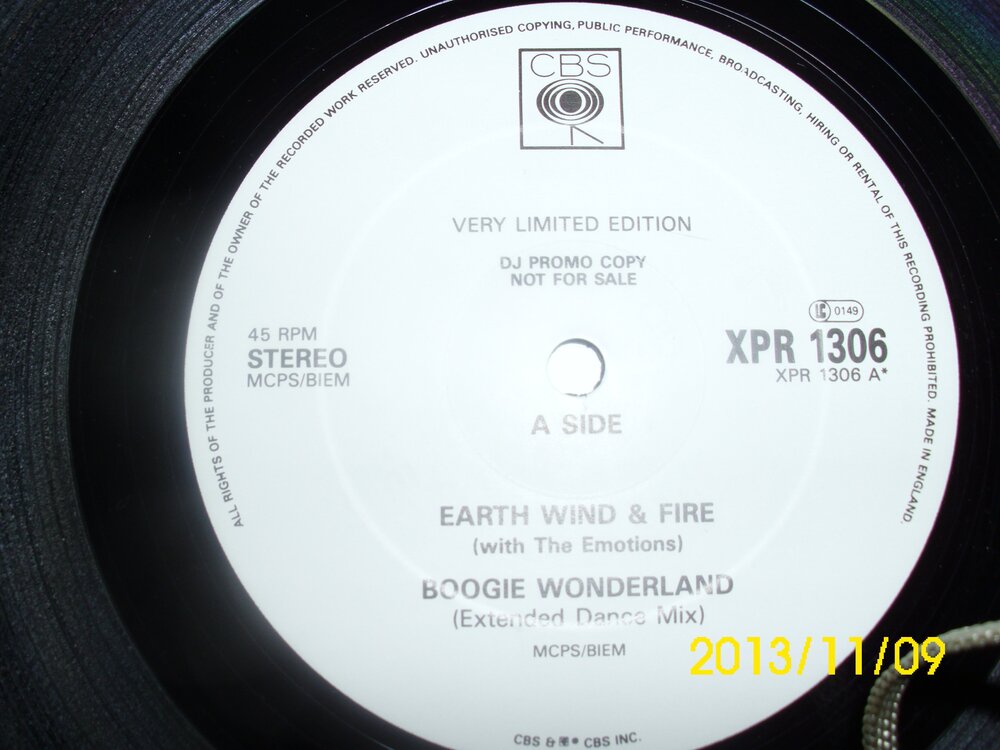 ALL RIGHTS OF THE PRODUCER AND OF THE OWNER OF THE RECORDED WORK RESERVED. UNAUTHORISED COPYING, PUBLIC PERFORMANCE, BROADCASTING, HIRING OR RENTAL OF THIS RECORDING PROHIBITED. MADE IN ENGLAND.
CBS
VERY LIMITED EDITION
DJ PROMO COPY
NOT FOR SALE
45 RPM
STEREO
MCPS/BIEM
LC 0149
XPR 1306
XPR 1306 A*
A SIDE
EARTH WIND & FIRE
(with The Emotions)
BOOGIE WONDERLAND
(Extended Dance Mix)
MCPS/BIEM
2013/11/09
CBS & CBS INC.